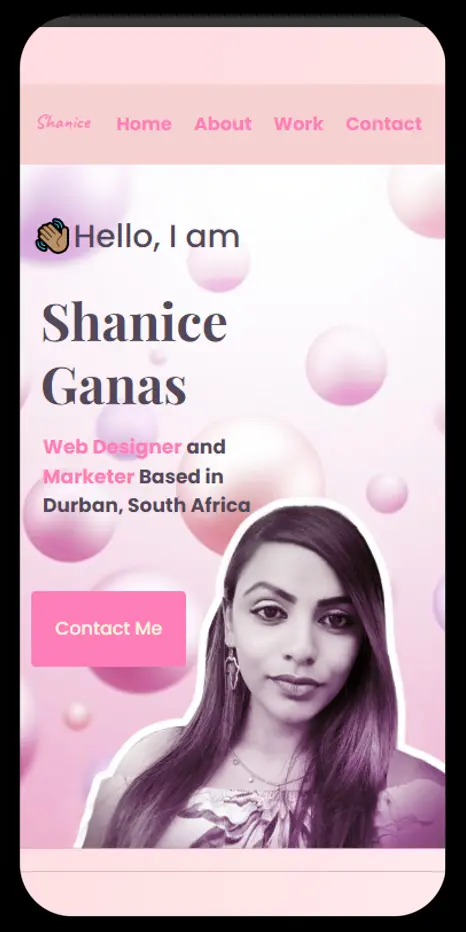 Shanice Home About Work Contact
👋🏽Hello, I am
Shanice
Ganas
Web Designer and
Marketer Based in
Durban, South Africa
Contact Me